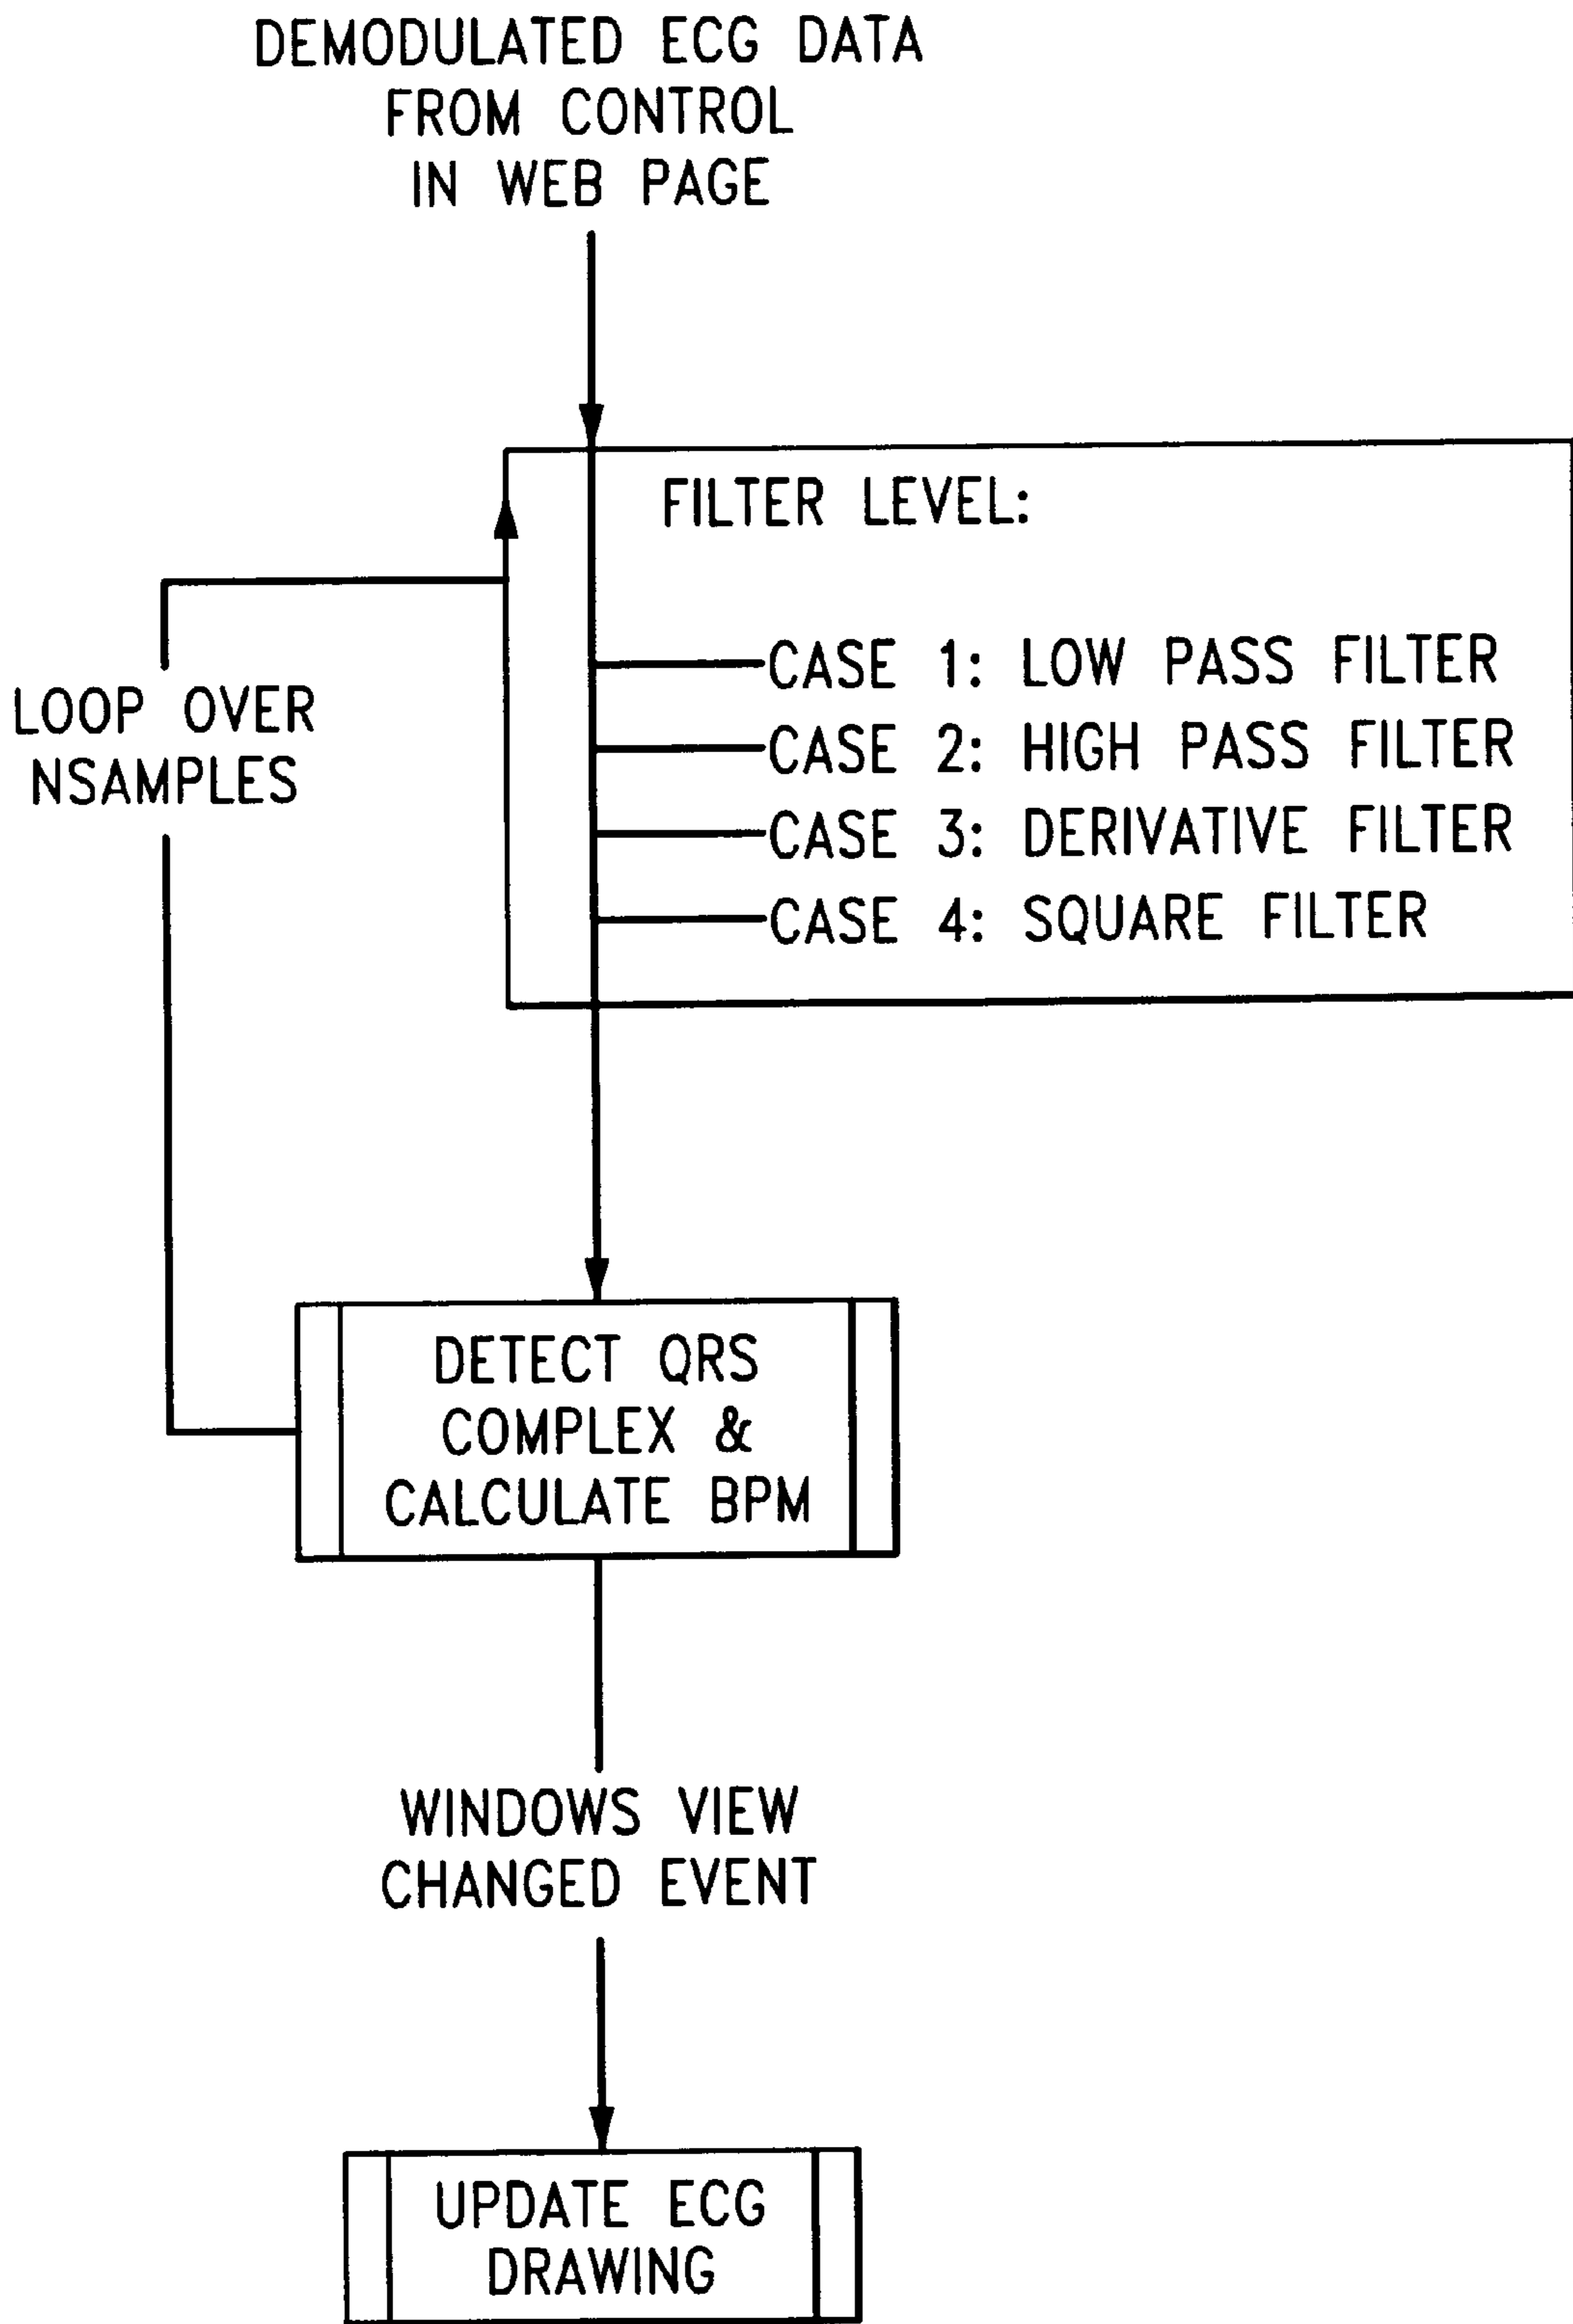 DEMODULATED ECG DATA
FROM CONTROL
IN WEB PAGE
FILTER LEVEL:
CASE 1: LOW PASS FILTER
CASE 2: HIGH PASS FILTER
CASE 3: DERIVATIVE FILTER
CASE 4: SQUARE FILTER
LOOP OVER
NSAMPLES
DETECT QRS
COMPLEX &
CALCULATE BPM
WINDOWS VIEW
CHANGED EVENT
UPDATE ECG
DRAWING